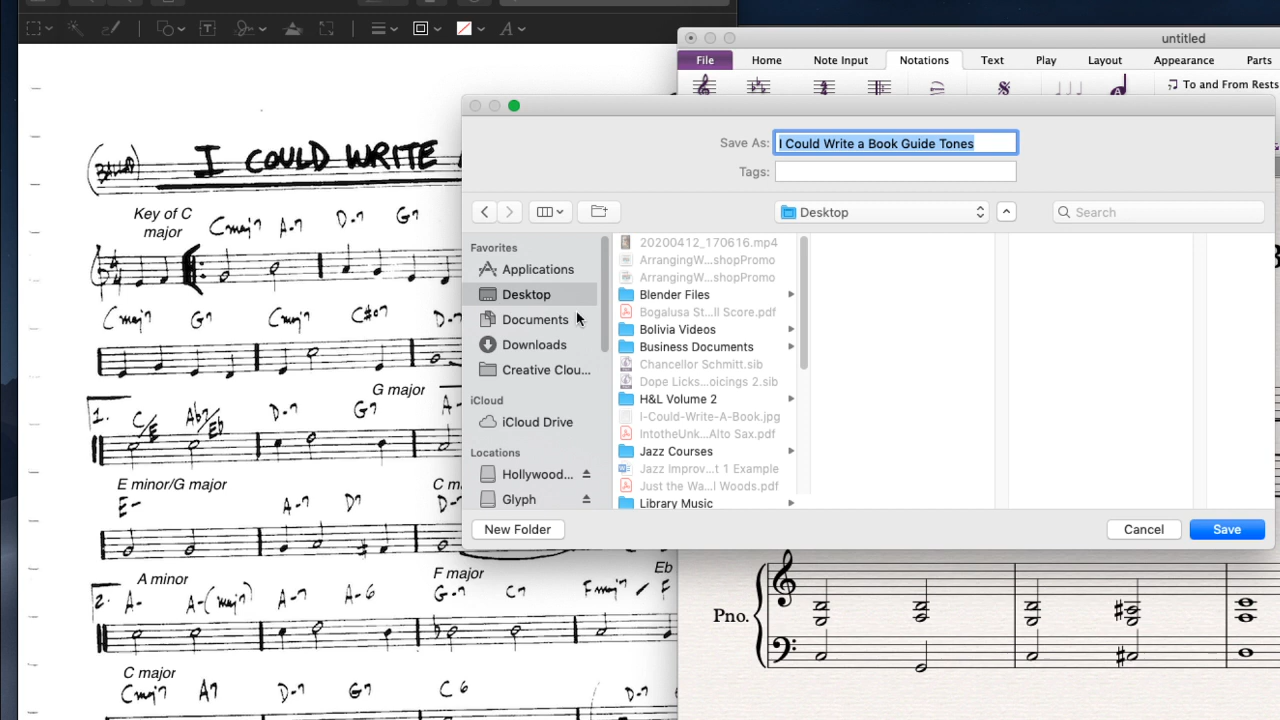 untitled
File Home Note Input Notations Text Play Layout Appearance Parts
To and From Rests
Save As: I Could Write a Book Guide Tones
Tags:
Desktop
Search
Favorites
Applications
Desktop
Documents
Downloads
Creative Clou...
iCloud
iCloud Drive
Locations
Hollywood...
Glyph
20200412_170616.mp4
ArrangingW...shopPromo
ArrangingW...shopPromo
Blender Files
Bogalusa St...ll Score.pdf
Bolivia Videos
Business Documents
Chancellor Schmitt.sib
Dope Licks...oicings 2.sib
H&L Volume 2
I-Could-Write-A-Book.jpg
IntotheUnk...Alto Sax.pdf
Jazz Courses
Jazz Improv...t 1 Example
Just the Wa...l Woods.pdf
Library Music
New Folder Cancel Save
(BALLAD) I COULD WRITE
Key of C
major
Cmaj7 A-7 D-7 G7
Cmaj7 G7 Cmaj7 C#o7 D-7
G major
1. C/E Ab7/Eb D-7 G7 A-
E minor/G major C m
E- A-7 D7 D-
A minor F major Eb
2. A- A-(maj7) A-7 A-6 G-7 C7 Fmaj7 / F
C major
Cmaj7 A7 D-7 G7 C6 D-7
Pno.